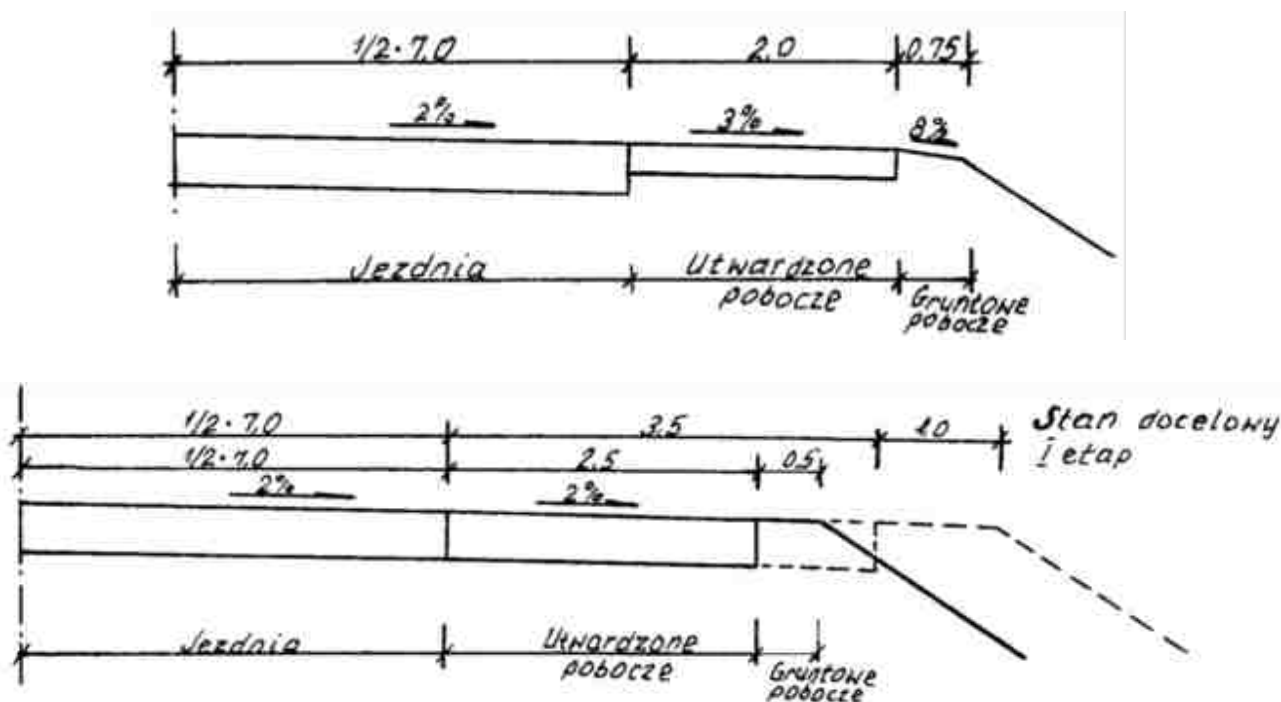 1/2·7,0 2,0 0,75
2% 3% 8%
Jezdnia Utwardzone
pobocze
Gruntowe
pobocze
1/2·7,0 3,5 1,0 Stan docelowy
1/2·7,0 2,5 0,5 I etap
2% 2%
Jezdnia Utwardzone
pobocze
Gruntowe
pobocze